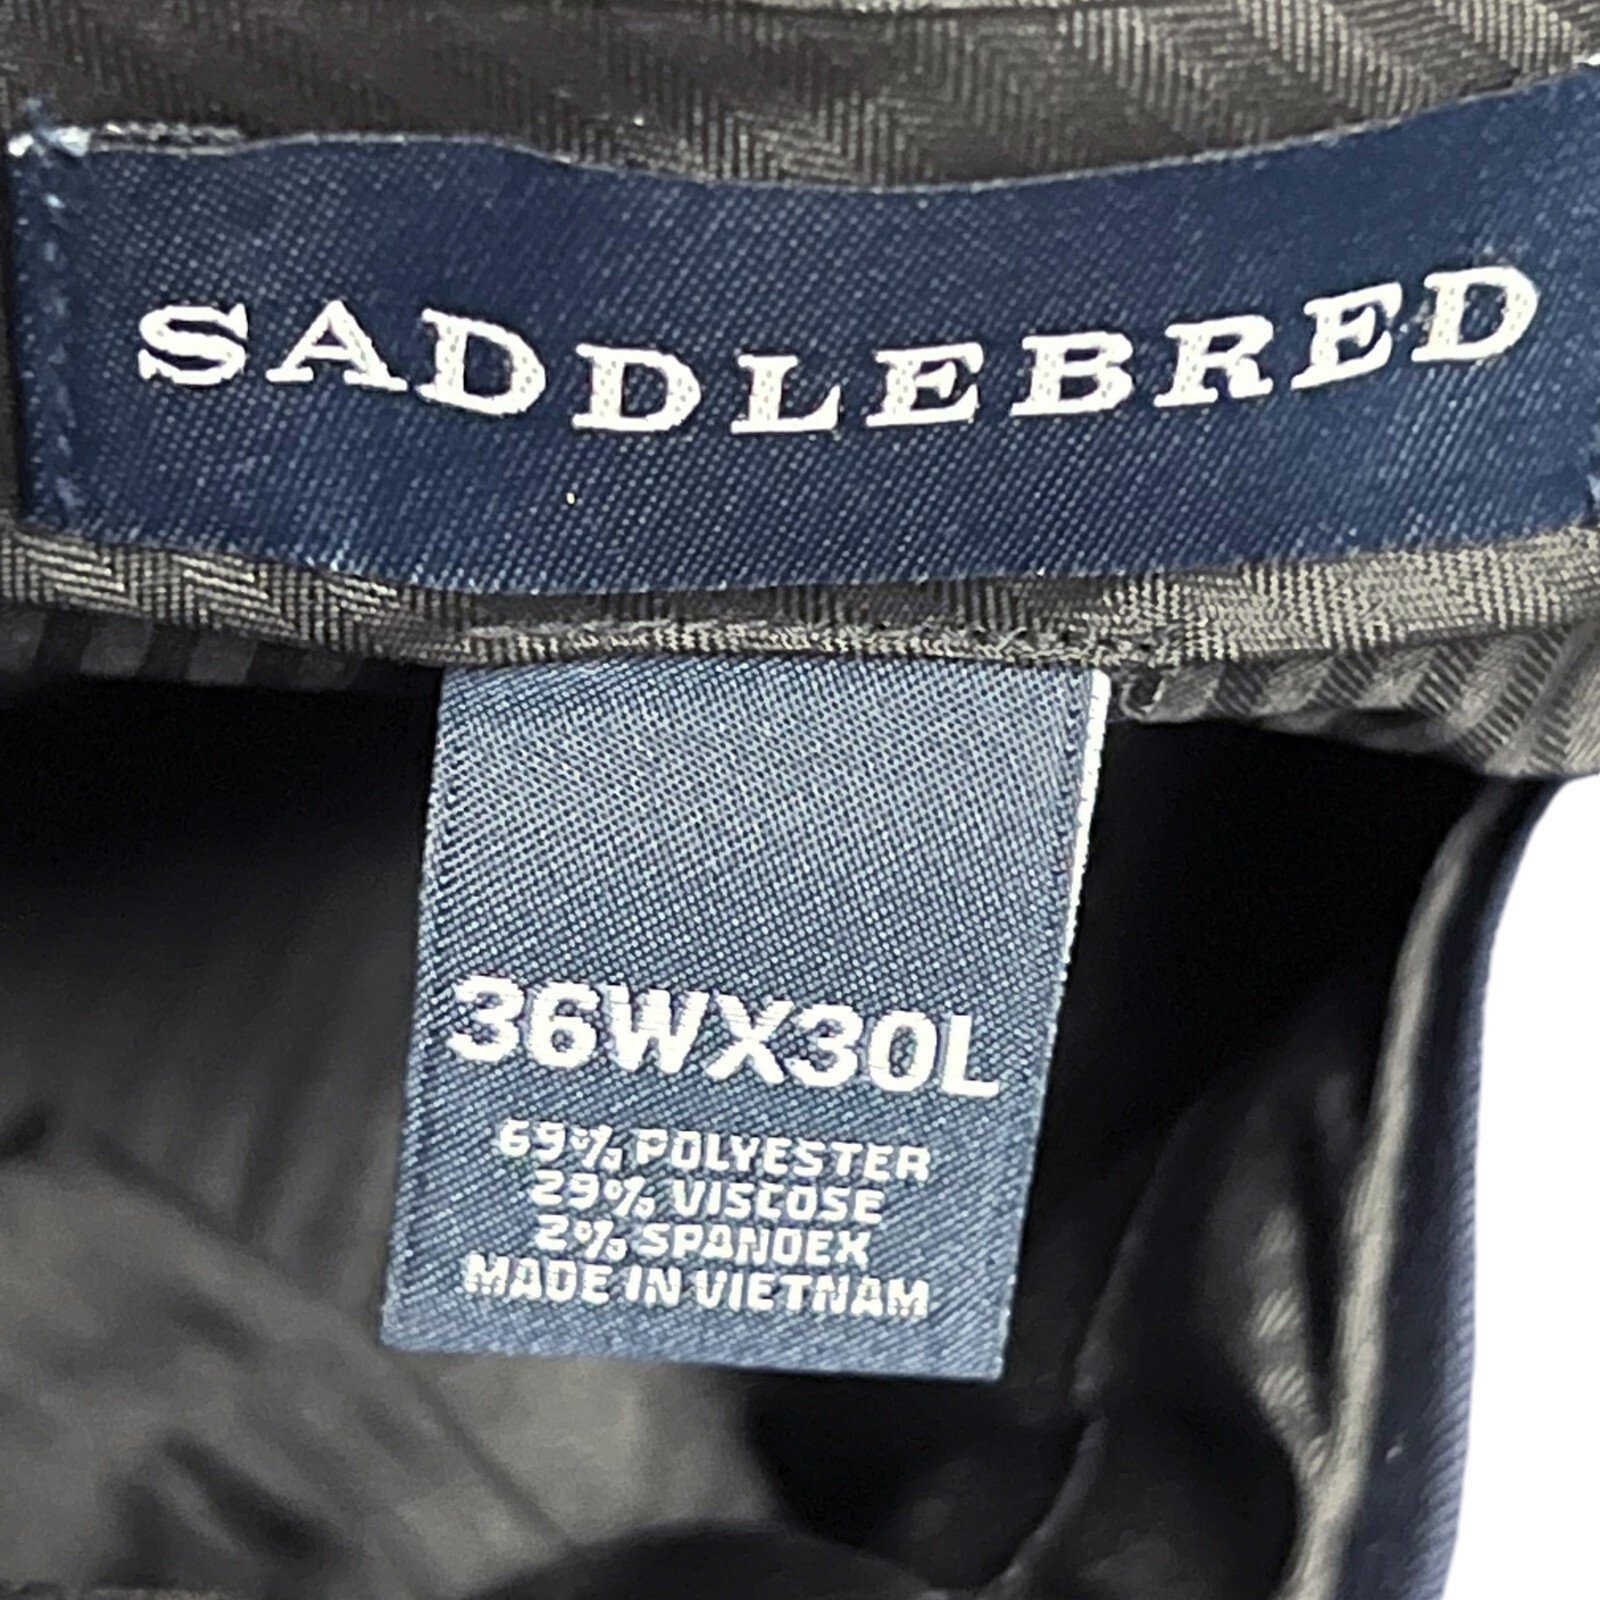 SADDLEBRED
36WX30L
69% POLYESTER
29% VISCOSE
2% SPANDEX
MADE IN VIETNAM